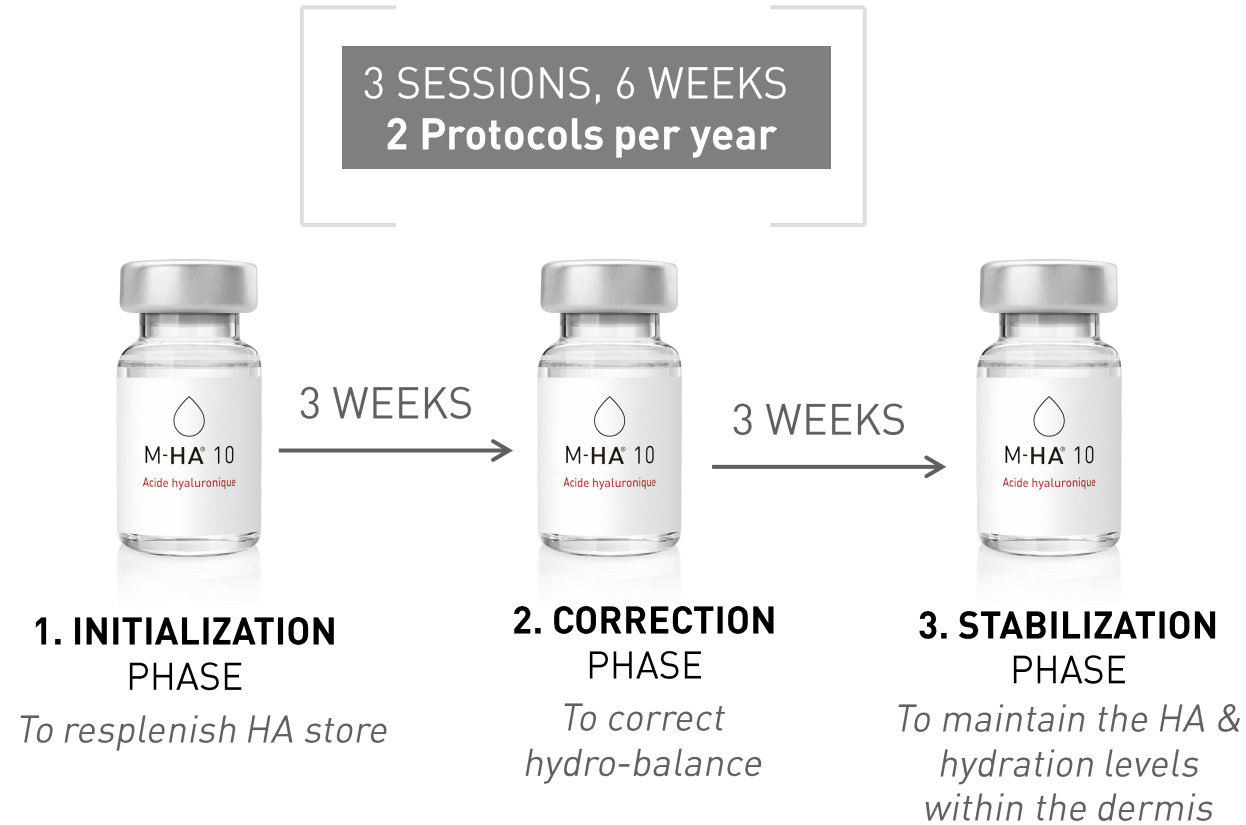 3 SESSIONS, 6 WEEKS
2 Protocols per year
3 WEEKS
3 WEEKS
M-HA® 10
Acide hyaluronique
M-HA® 10
Acide hyaluronique
M-HA® 10
Acide hyaluronique
1. INITIALIZATION
PHASE
To resplenish HA store
2. CORRECTION
PHASE
To correct
hydro-balance
3. STABILIZATION
PHASE
To maintain the HA &
hydration levels
within the dermis